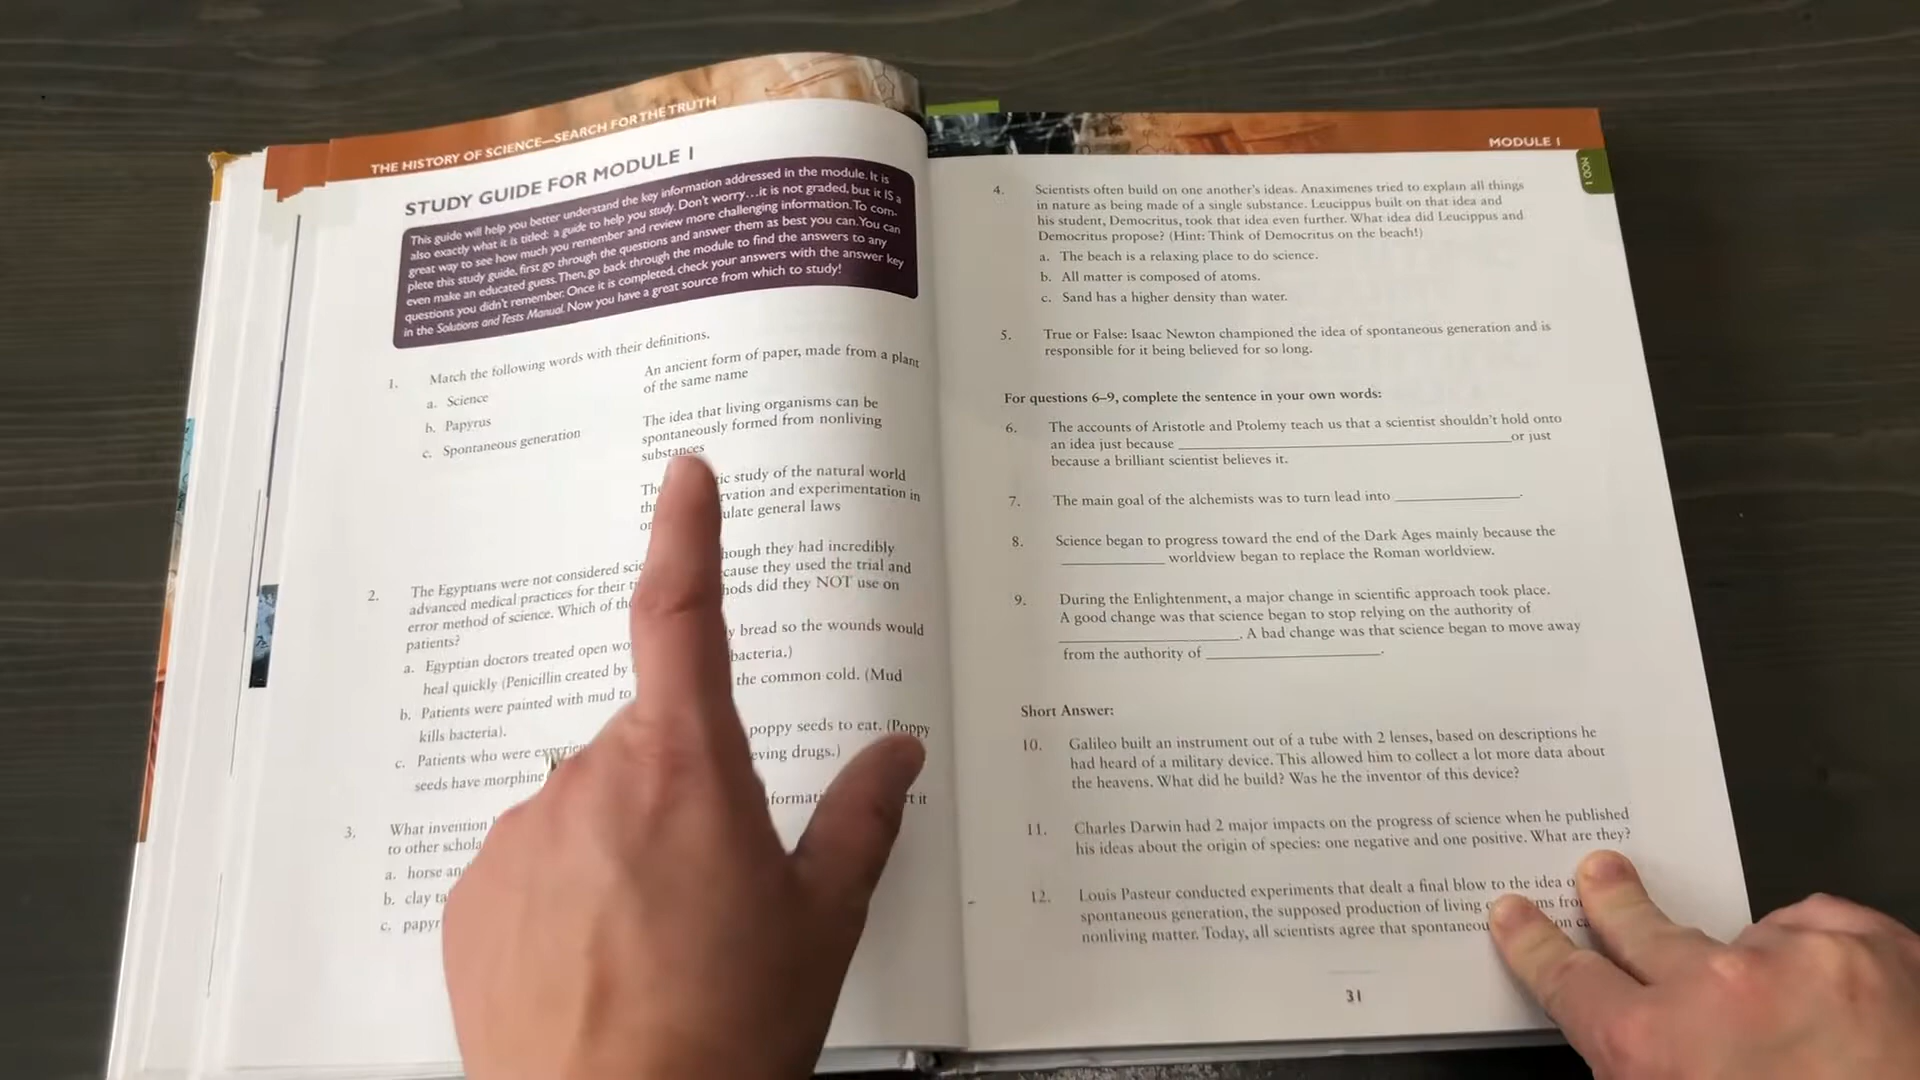 THE HISTORY OF SCIENCE—SEARCH FOR THE TRUTH
STUDY GUIDE FOR MODULE 1
This guide will help you better understand the key information addressed in the module. It is
also exactly what it is titled: a guide to help you study. Don't worry...it is not graded, but it IS a
great way to see how much you remember and review more challenging information. To com-
plete this study guide, first go through the questions and answer them as best you can. You can
even make an educated guess. Then, go back through the module to find the answers to any
questions you didn't remember. Once it is completed, check your answers with the answer key
in the Solutions and Tests Manual. Now you have a great source from which to study!
1. Match the following words with their definitions.
a. Science
b. Papyrus
c. Spontaneous generation
An ancient form of paper, made from a plant
of the same name
The idea that living organisms can be
spontaneously formed from nonliving
substances
study of the natural world
and experimentation in
general laws
2. The Egyptians were not considered though they had incredibly
advanced medical practices for their because they used the trial and
error method of science. Which of did they NOT use on
patients?
a. Egyptian doctors treated open bread so the wounds would
heal quickly (Penicillin created by bacteria.)
b. Patients were painted with mud to the common cold. (Mud
kills bacteria).
c. Patients who were poppy seeds to eat. (Poppy
seeds have morphine drugs.)
3. What invention it
to other
a. horse
b. clay
c.
MODULE 1
MOD 1
4. Scientists often build on one another's ideas. Anaximenes tried to explain all things
in nature as being made of a single substance. Leucippus built on that idea and
his student, Democritus, took that idea even further. What idea did Leucippus and
Democritus propose? (Hint: Think of Democritus on the beach!)
a. The beach is a relaxing place to do science.
b. All matter is composed of atoms.
c. Sand has a higher density than water.
5. True or False: Isaac Newton championed the idea of spontaneous generation and is
responsible for it being believed for so long.
For questions 6–9, complete the sentence in your own words:
6. The accounts of Aristotle and Ptolemy teach us that a scientist shouldn't hold onto
an idea just because ____________________ or just
because a brilliant scientist believes it.
7. The main goal of the alchemists was to turn lead into __________.
8. Science began to progress toward the end of the Dark Ages mainly because the
__________ worldview began to replace the Roman worldview.
9. During the Enlightenment, a major change in scientific approach took place.
A good change was that science began to stop relying on the authority of
____________________. A bad change was that science began to move away
from the authority of ____________________.
Short Answer:
10. Galileo built an instrument out of a tube with 2 lenses, based on descriptions he
had heard of a military device. This allowed him to collect a lot more data about
the heavens. What did he build? Was he the inventor of this device?
11. Charles Darwin had 2 major impacts on the progress of science when he published
his ideas about the origin of species: one negative and one positive. What are they?
12. Louis Pasteur conducted experiments that dealt a final blow to the idea
spontaneous generation, the supposed production of living
nonliving matter. Today, all scientists agree that
31